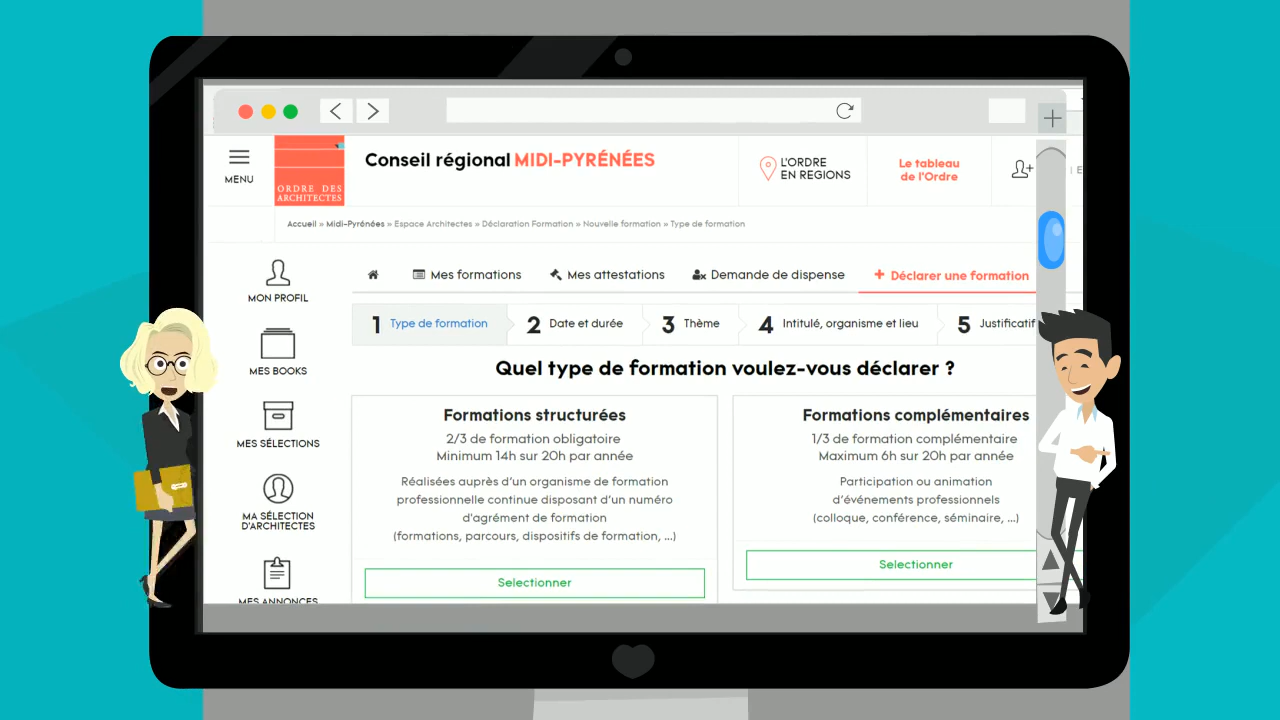 MENU
ORDRE DES
ARCHITECTES
Conseil régional MIDI-PYRÉNÉES
L'ORDRE
EN REGIONS
Le tableau
de l'Ordre
Accueil » Midi-Pyrénées » Espace Architectes » Déclaration Formation » Nouvelle formation » Type de formation
MON PROFIL
MES BOOKS
MES SÉLECTIONS
MA SÉLECTION
D'ARCHITECTES
MES ANNONCES
Mes formations
Mes attestations
Demande de dispense
+ Déclarer une formation
1 Type de formation
2 Date et durée
3 Thème
4 Intitulé, organisme et lieu
5 Justificatif
Quel type de formation voulez-vous déclarer ?
Formations structurées
2/3 de formation obligatoire
Minimum 14h sur 20h par année
Réalisées auprès d'un organisme de formation
professionnelle continue disposant d'un numéro
d'agrément de formation
(formations, parcours, dispositifs de formation, ...)
Selectionner
Formations complémentaires
1/3 de formation complémentaire
Maximum 6h sur 20h par année
Participation ou animation
d'événements professionnels
(colloque, conférence, séminaire, ...)
Selectionner